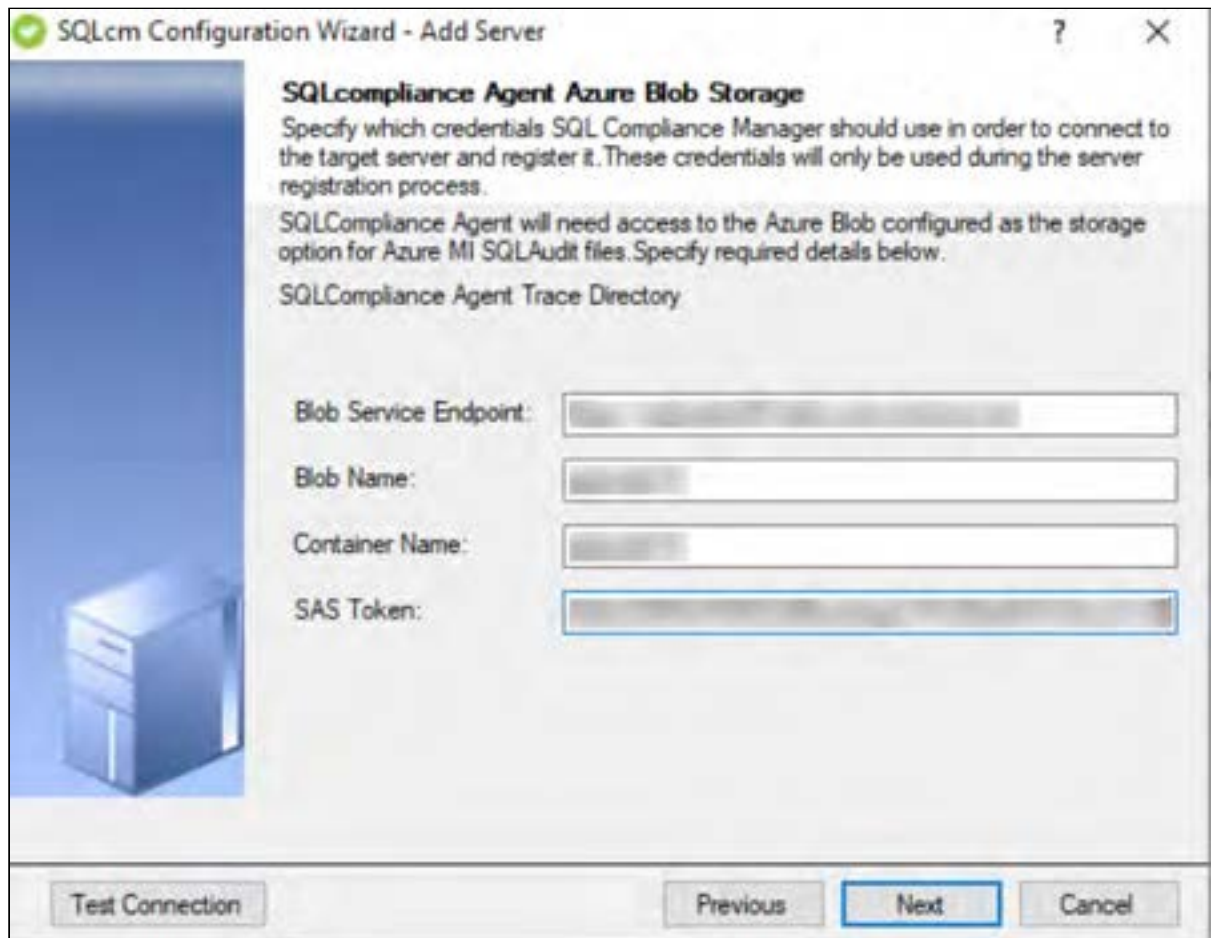 SQLcm Configuration Wizard - Add Server
?
SQLcompliance Agent Azure Blob Storage
Specify which credentials SQL Compliance Manager should use in order to connect to
the target server and register it.These credentials will only be used during the server
registration process.
SQLCompliance Agent will need access to the Azure Blob configured as the storage
option for Azure MI SQLAudit files.Specify required details below.
SQLCompliance Agent Trace Directory
Blob Service Endpoint:
Blob Name:
Container Name:
SAS Token:
Test Connection
Previous
Next
Cancel